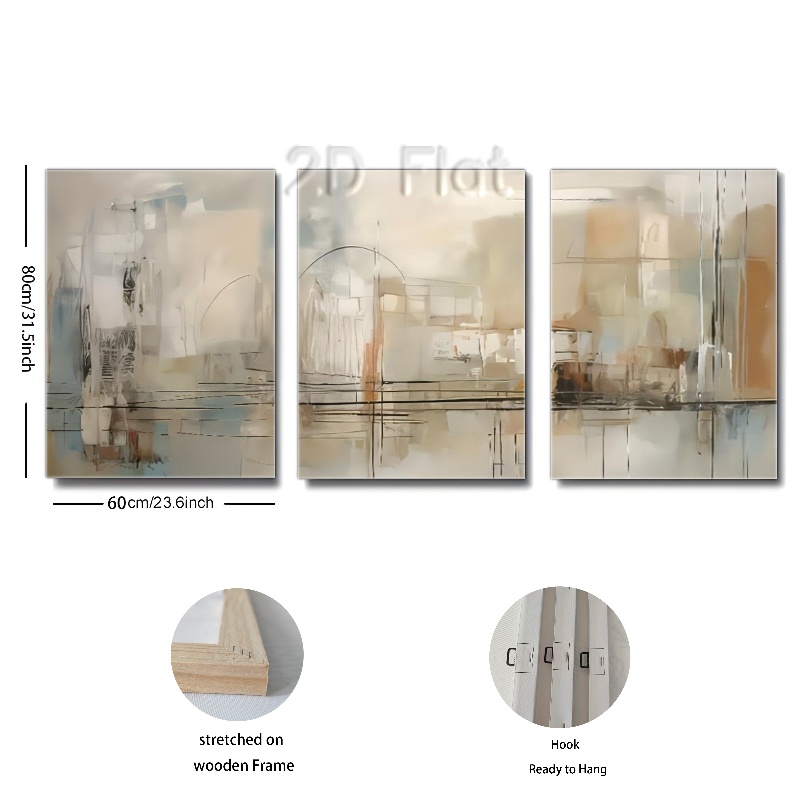 2D Flat
80cm/31.5inch
60cm/23.6inch
stretched on
wooden Frame
Hook
Ready to Hang